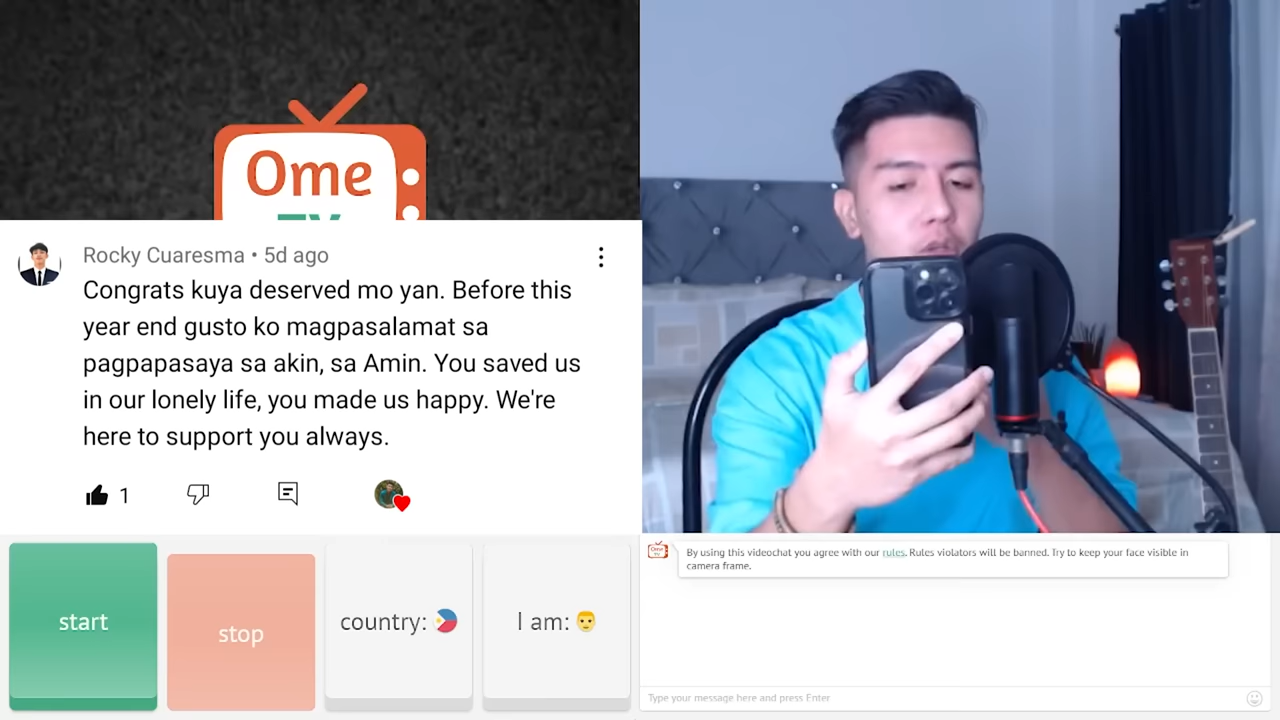 Ome
TV
Rocky Cuaresma • 5d ago
Congrats kuya deserved mo yan. Before this
year end gusto ko magpasalamat sa
pagpapasaya sa akin, sa Amin. You saved us
in our lonely life, you made us happy. We're
here to support you always.
1
start
stop
country:
I am:
Ome
TV
By using this videochat you agree with our rules. Rules violators will be banned. Try to keep your face visible in
camera frame.
Type your message here and press Enter